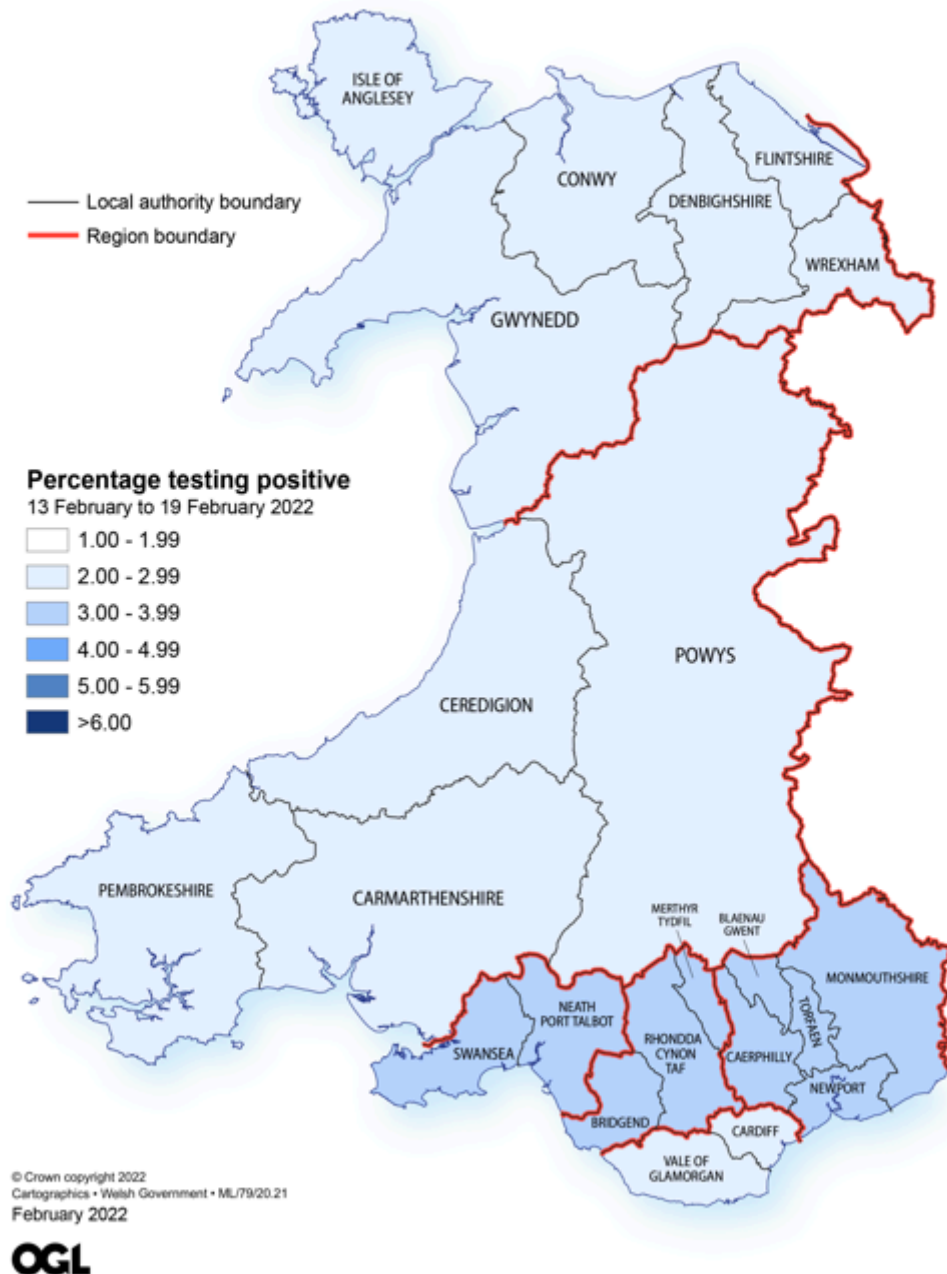 ISLE OF
ANGLESEY
FLINTSHIRE
CONWY
DENBIGHSHIRE
Local authority boundary
Region boundary
WREXHAM
GWYNEDD
Percentage testing positive
13 February to 19 February 2022
1.00 - 1.99
2.00 - 2.99
3.00 - 3.99
4.00 - 4.99
5.00 - 5.99
>6.00
POWYS
CEREDIGION
PEMBROKESHIRE
CARMARTHENSHIRE
MERTHYR
TYDFIL
BLAENAU
GWENT
MONMOUTHSHIRE
NEATH
PORT TALBOT
TORFAEN
SWANSEA
RHONDDA
CYNON
TAF
CAERPHILLY
NEWPORT
BRIDGEND
CARDIFF
VALE OF
GLAMORGAN
© Crown copyright 2022
Cartographics • Welsh Government • ML/79/20.21
February 2022
OGL